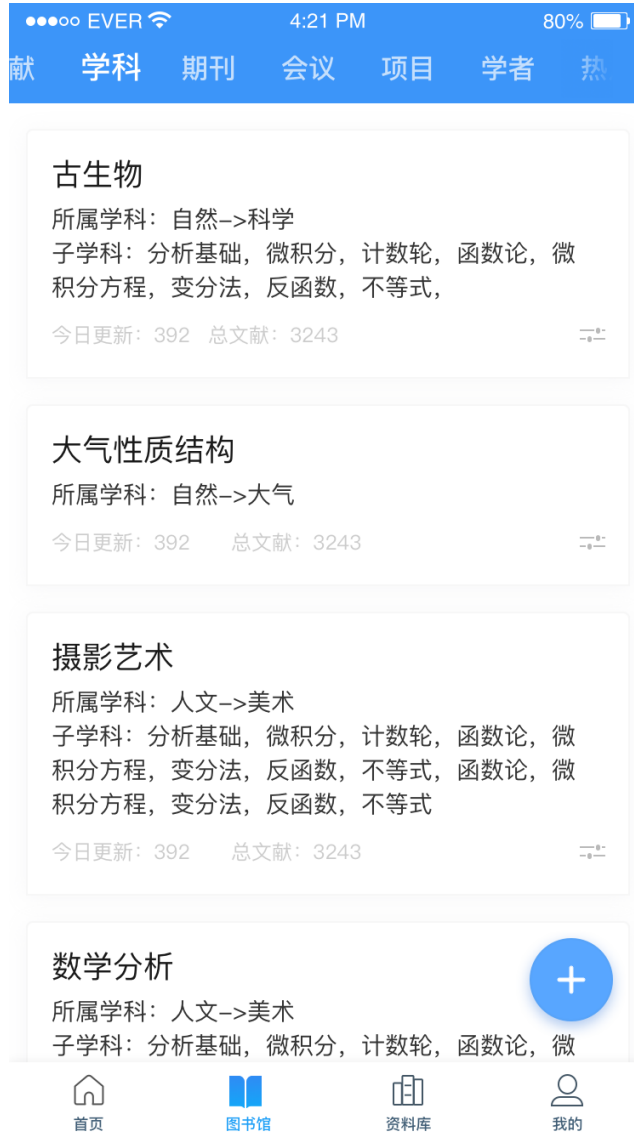 EVER 4:21 PM 80%
献 学科 期刊 会议 项目 学者 热
古生物
所属学科：自然->科学
子学科：分析基础，微积分，计数轮，函数论，微
积分方程，变分法，反函数，不等式，
今日更新：392 总文献：3243
大气性质结构
所属学科：自然->大气
今日更新：392 总文献：3243
摄影艺术
所属学科：人文->美术
子学科：分析基础，微积分，计数轮，函数论，微
积分方程，变分法，反函数，不等式，函数论，微
积分方程，变分法，反函数，不等式
今日更新：392 总文献：3243
数学分析
所属学科：人文->美术
子学科：分析基础，微积分，计数轮，函数论，微
首页 图书馆 资料库 我的